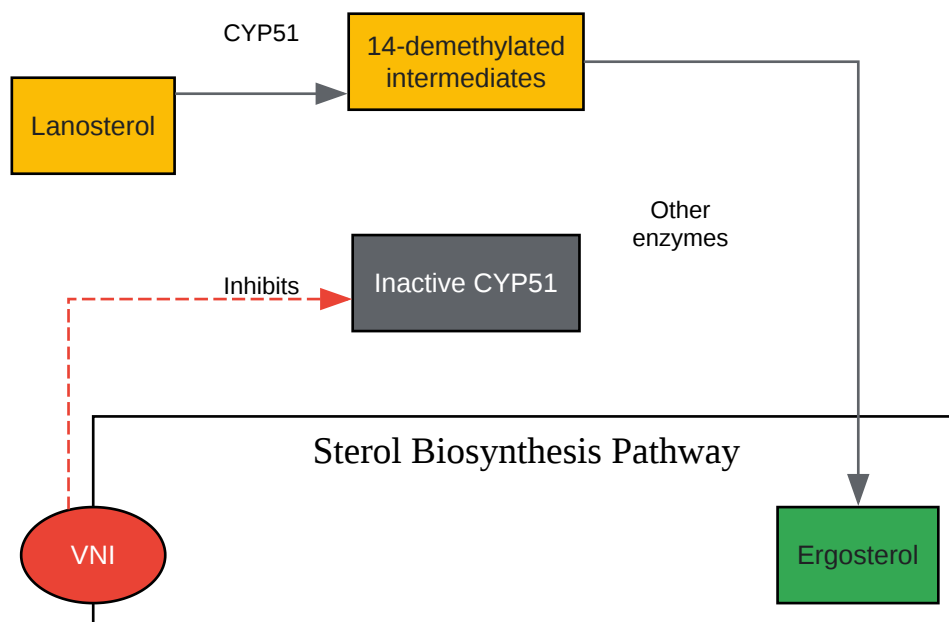 CYP51
14-demethylated
intermediates
Lanosterol
Other
enzymes
Inhibits
Inactive CYP51
Sterol Biosynthesis Pathway
VNI
Ergosterol